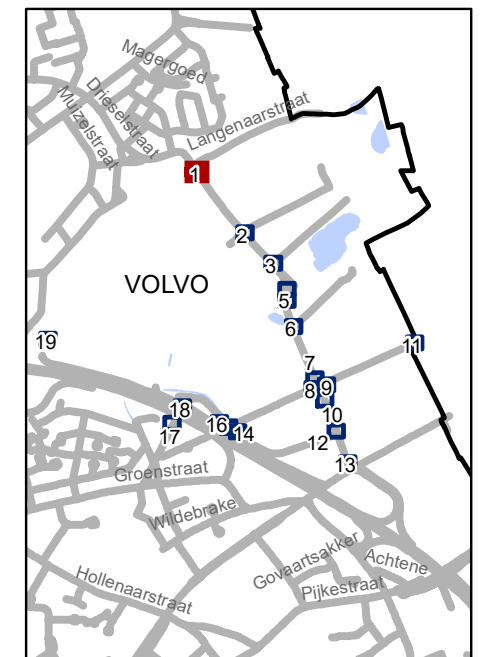 Magergoed
Drieselstraat
Muizelstraat
Langenaarstraat
1
2
3
VOLVO
5
6
19
11
7
8
9
18
10
16
14
17
12
13
Groenstraat
Wildebrake
Govaartsakker
Achtene
Hollenaarstraat
Pijkestraat